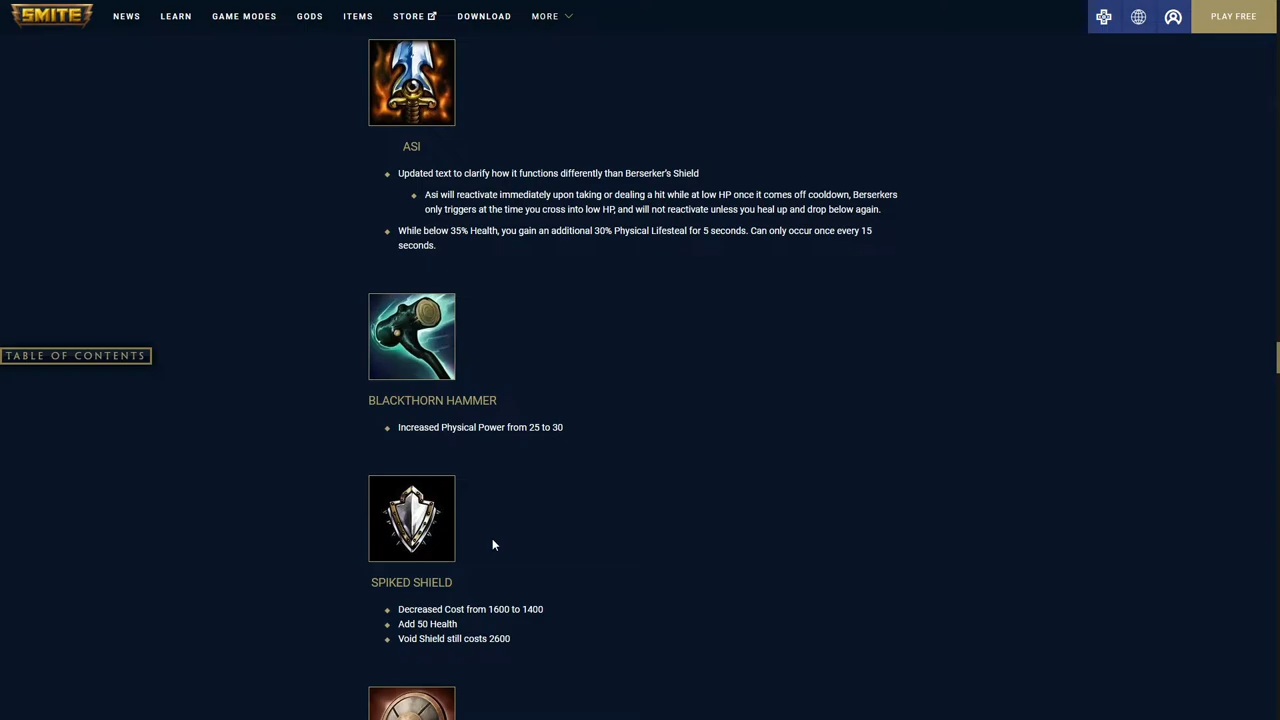 SMITE NEWS LEARN GAME MODES GODS ITEMS STORE DOWNLOAD MORE PLAY FREE
ASI
Updated text to clarify how it functions differently than Berserker's Shield
Asi will reactivate immediately upon taking or dealing a hit while at low HP once it comes off cooldown, Berserkers
only triggers at the time you cross into low HP, and will not reactivate unless you heal up and drop below again.
While below 35% Health, you gain an additional 30% Physical Lifesteal for 5 seconds. Can only occur once every 15
seconds.
TABLE OF CONTENTS
BLACKTHORN HAMMER
Increased Physical Power from 25 to 30
SPIKED SHIELD
Decreased Cost from 1600 to 1400
Add 50 Health
Void Shield still costs 2600